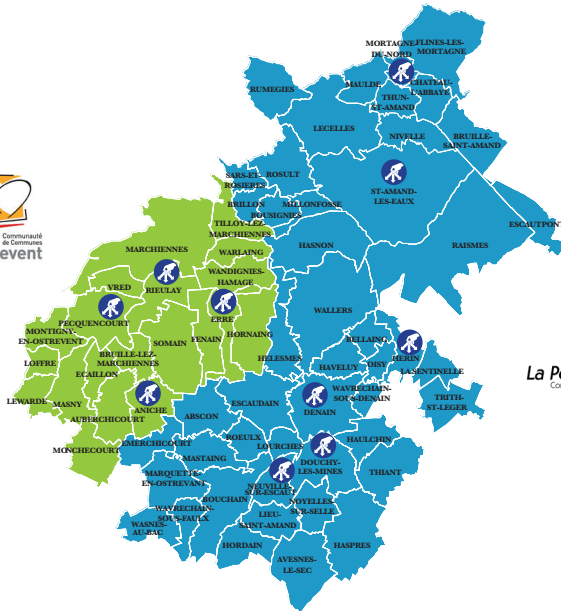 MORTAGNE-
DU-NORD
FLINES-LES-
MORTAGNE
RUMEGIES
MAULDE
CHATEAU-
L'ABBAYE
THUN-
ST-AMAND
LECELLES
NIVELLE
BRUILLE-
SAINT-AMAND
SARS-ET-
ROSIERES
ROSULT
ST-AMAND-
LES-EAUX
BRILLON
MILLONFOSSE
BOUSIGNIES
TILLOY-LEZ-
MARCHIENNES
ESCAUTPONT
Communauté
de Communes
event
MARCHIENNES
WARLAING
HASNON
RAISMES
WANDIGNIES-
HAMAGE
VRED
RIEULAY
WALLERS
PECQUENCOURT
ERRE
MONTIGNY-
EN-OSTREVENT
SOMAIN
FENAIN
HORNAING
BELLAING
HERIN
BRUILLE-LEZ-
MARCHIENNES
LOFFRE
HELESMES
HAVELUY
OISY
LA SENTINELLE
La P
Co
ECAILLON
WAVRECHAIN-
SOUS-DENAIN
LEWARDE
MASNY
ANICHE
ESCAUDAIN
DENAIN
TRITH-
ST-LEGER
AUBERCHICOURT
ABSCON
EMERCHICOURT
ROEULX
LOURCHES
HAULCHIN
MONCHECOURT
MASTAING
DOUCHY-
LES-MINES
THIANT
MARQUETTE-
EN-OSTREVANT
NEUVILLE-
SUR-ESCAUT
BOUCHAIN
NOYELLES-
SUR-SELLE
WAVRECHAIN-
SOUS-FAULX
LIEU-
SAINT-AMAND
WASNES-
AU-BAC
HORDAIN
HASPRES
AVESNES-
LE-SEC